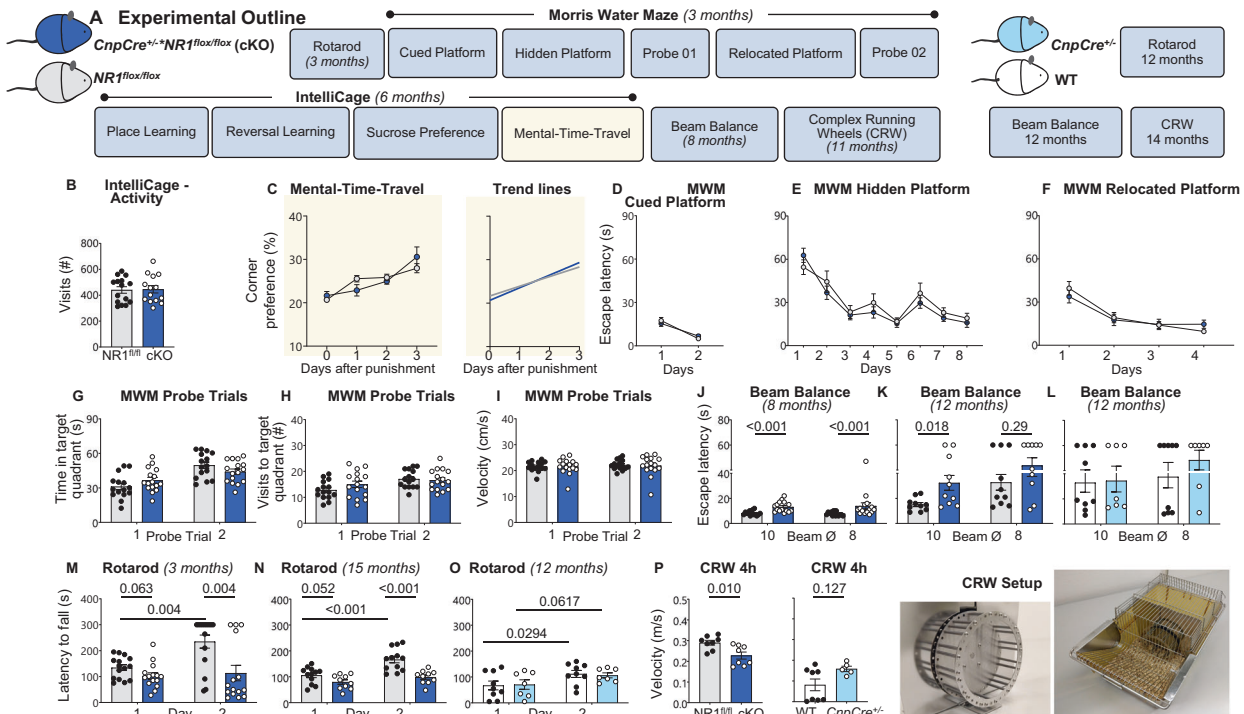 A Experimental Outline
CnpCre+/-*NR1flox/flox (cKO)
NR1flox/flox
Morris Water Maze (3 months)
Rotarod
(3 months)
Cued Platform
Hidden Platform
Probe 01
Relocated Platform
Probe 02
CnpCre+/-
WT
Rotarod
12 months
IntelliCage (6 months)
Place Learning
Reversal Learning
Sucrose Preference
Mental-Time-Travel
Beam Balance
(8 months)
Complex Running
Wheels (CRW)
(11 months)
Beam Balance
12 months
CRW
14 months
B IntelliCage -
Activity
Visits (#)
800
600
400
200
0
NR1fl/fl cKO
C Mental-Time-Travel
Corner
preference (%)
40
30
20
10
0 1 2 3
Days after punishment
Trend lines
0 1 2 3
Days after punishment
D MWM
Cued Platform
Escape latency (s)
90
60
30
0
1 2
Days
E MWM Hidden Platform
90
60
30
0
1 2 3 4 5 6 7 8
Days
F MWM Relocated Platform
90
60
30
0
1 2 3 4
Days
G MWM Probe Trials
Time in target
quadrant (s)
90
60
30
0
1 Probe Trial 2
H MWM Probe Trials
Visits to target
quadrant (#)
40
30
20
10
0
1 Probe Trial 2
I MWM Probe Trials
Velocity (cm/s)
40
30
20
10
0
1 Probe Trial 2
J Beam Balance
(8 months)
Escape latency (s)
80
60
40
20
0
<0.001
<0.001
10 Beam Ø 8
K Beam Balance
(12 months)
0.018
0.29
10 Beam Ø 8
L Beam Balance
(12 months)
10 Beam Ø 8
M Rotarod (3 months)
Latency to fall (s)
400
300
200
100
0
0.063
0.004
0.004
1 Day 2
N Rotarod (15 months)
400
300
200
100
0
0.052
<0.001
<0.001
1 Day 2
O Rotarod (12 months)
400
300
200
100
0
0.0617
0.0294
1 Day 2
P CRW 4h
Velocity (m/s)
0.5
0.4
0.3
0.2
0.1
0.0
0.010
NR1fl/fl cKO
CRW 4h
0.127
WT CnpCre+/-
CRW Setup